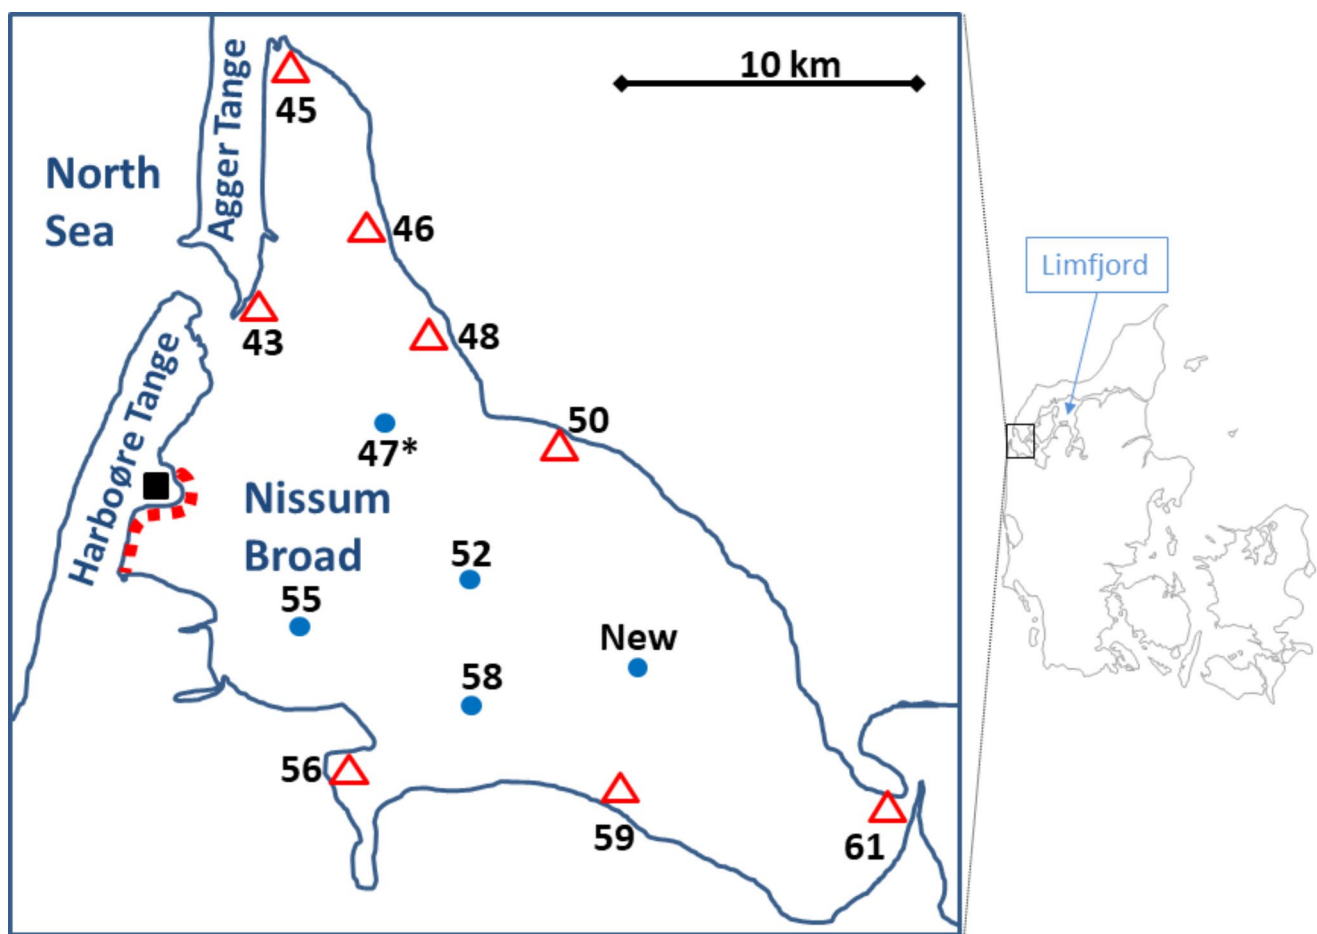 10 km
Agger Tange
45
North
Sea
46
43
48
Harboøre Tange
50
47*
Nissum
Broad
52
55
New
58
56
59
61
Limfjord